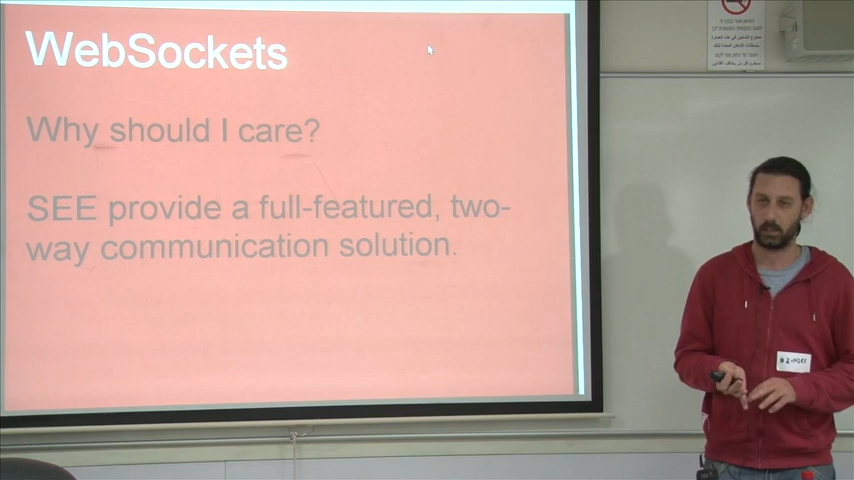 WebSockets
Why should I care?
SEE provide a full-featured, two-
way communication solution.